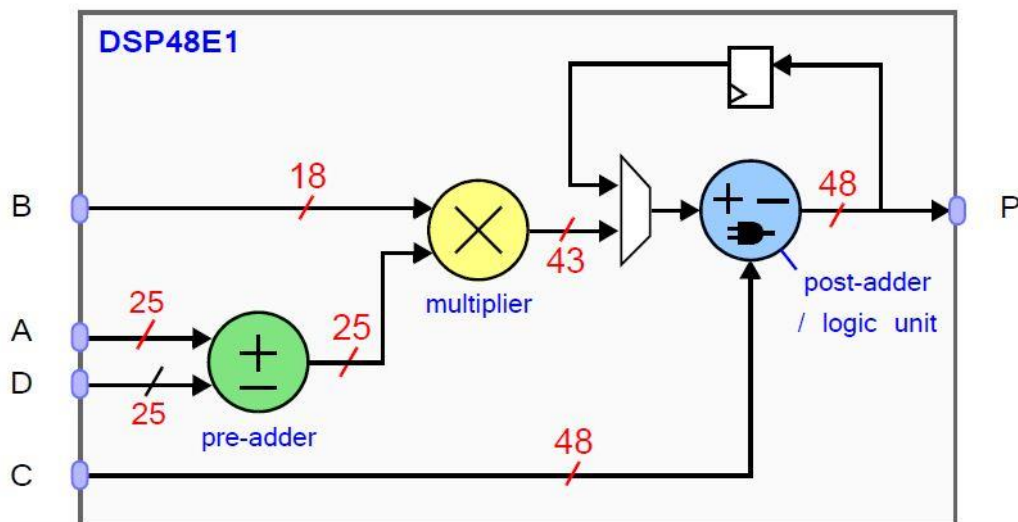 DSP48E1
18
48
B
P
43
multiplier
post-adder
/ logic unit
25
25
A
D
25
pre-adder
48
C